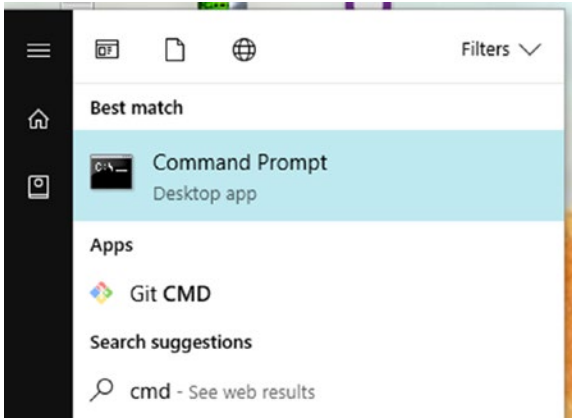 Filters
Best match
C:\_
Command Prompt
Desktop app
Apps
Git CMD
Search suggestions
cmd - See web results